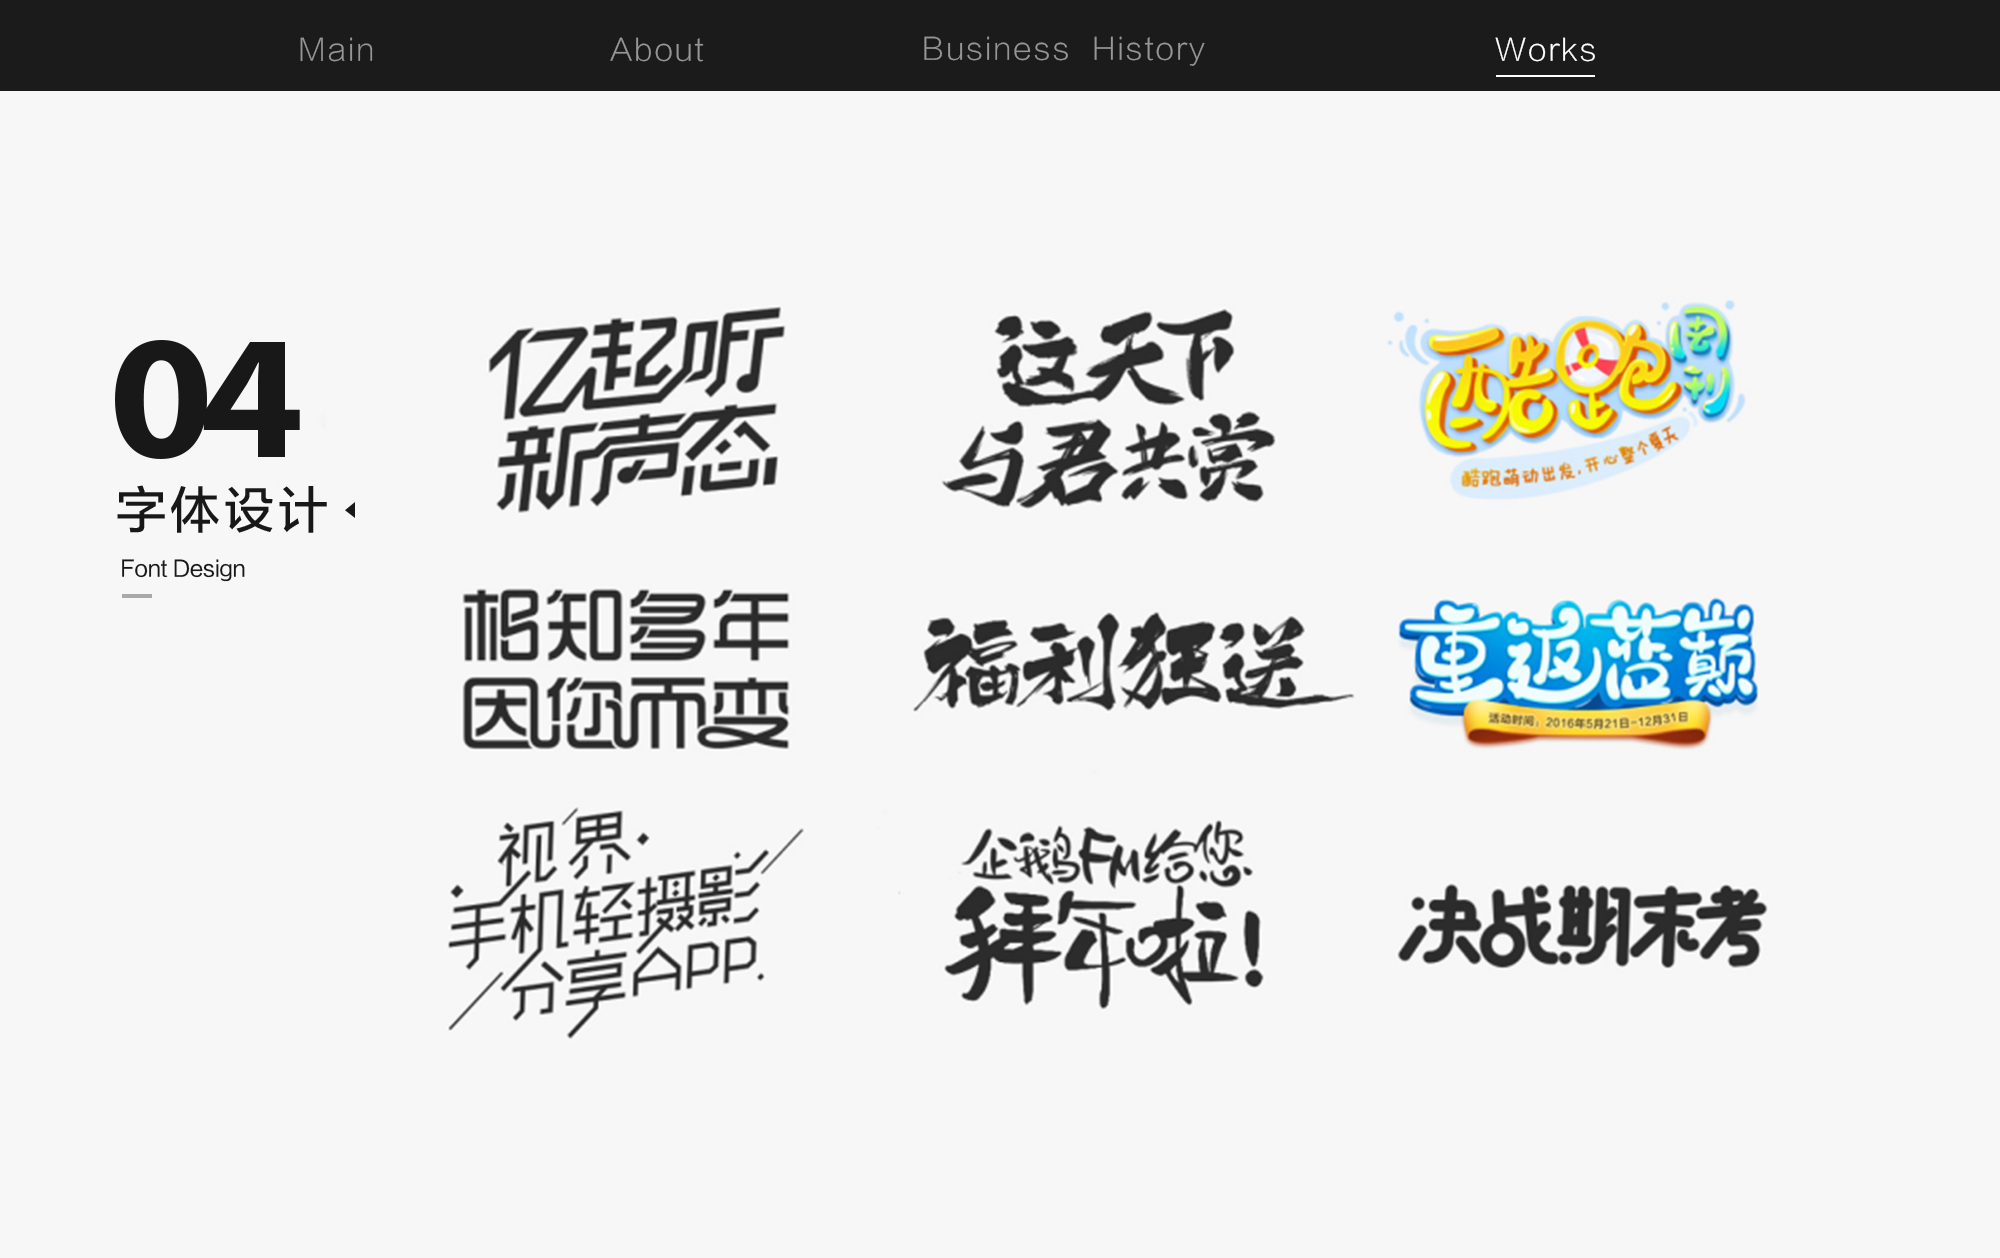 Main
About
Business History
Works
04
字体设计
Font Design
亿起听
新声态
这天下
与君共赏
酷跑
周刊
酷跑萌动出发,开心整个夏天
相知多年
因你而变
福利狂送
重返蓝巅
活动时间:2016年5月21日-12月31日
视界·
手机轻摄影
分享APP.
企鹅FM给您
拜年啦!
决战期末考